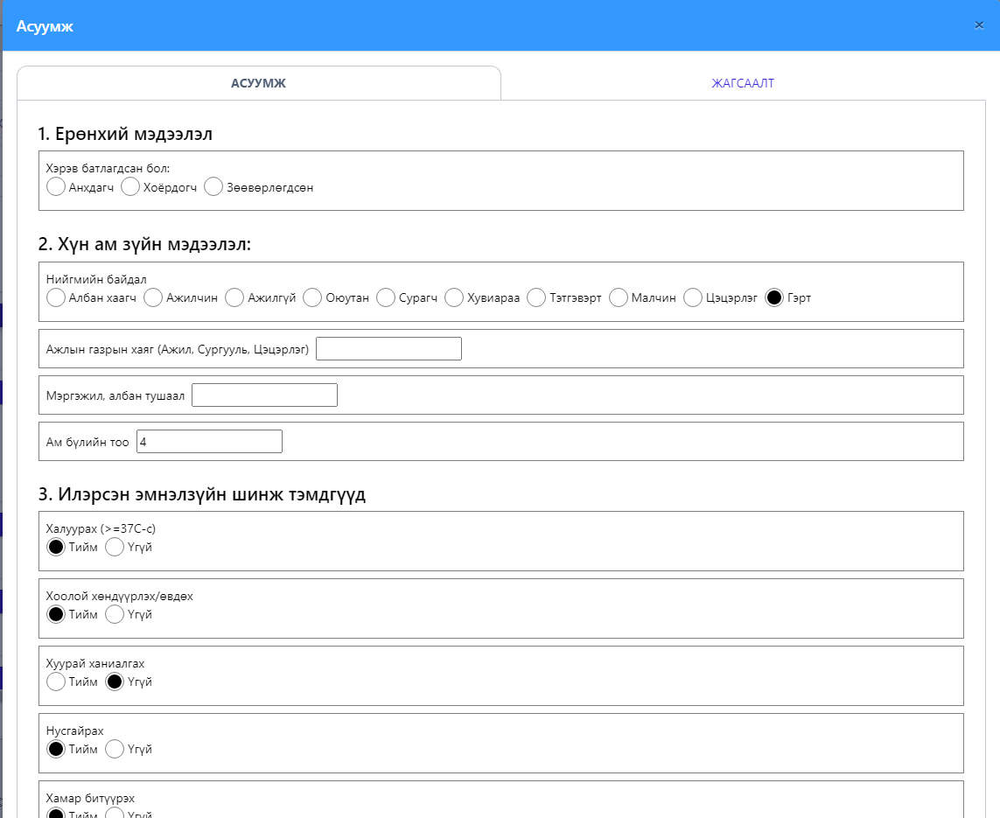 Асуумж
×
АСУУМЖ
ЖАГСААЛТ
1. Ерөнхий мэдээлэл
Хэрэв батлагдсан бол:
Анхдагч Хоёрдогч Зөөвөрлөгдсөн
2. Хүн ам зүйн мэдээлэл:
Нийгмийн байдал
Албан хаагч Ажилчин Ажилгүй Оюутан Сурагч Хувиараа Тэтгэвэрт Малчин Цэцэрлэг Гэрт
Ажлын газрын хаяг (Ажил, Сургууль, Цэцэрлэг)
Мэргэжил, албан тушаал
Ам бүлийн тоо 4
3. Илэрсэн эмнэлзүйн шинж тэмдгүүд
Халуурах (>=37С-с)
Тийм Үгүй
Хоолой хөндүүрлэх/өвдөх
Тийм Үгүй
Хуурай ханиалгах
Тийм Үгүй
Нусгайрах
Тийм Үгүй
Хамар битүүрэх
Тийм Үгүй